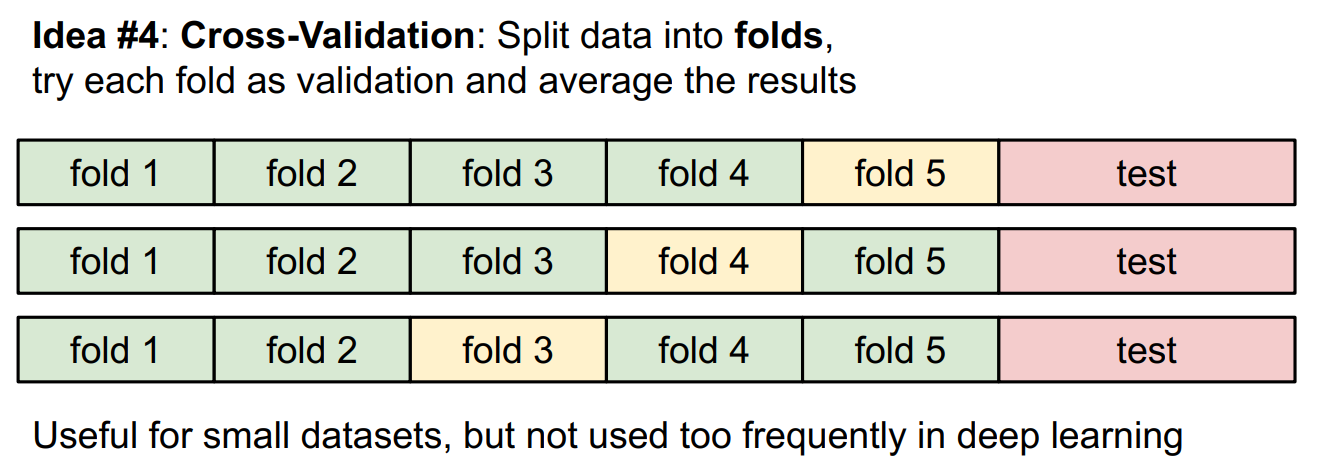 Idea #4: Cross-Validation: Split data into folds,
try each fold as validation and average the results
fold 1 fold 2 fold 3 fold 4 fold 5 test
fold 1 fold 2 fold 3 fold 4 fold 5 test
fold 1 fold 2 fold 3 fold 4 fold 5 test
Useful for small datasets, but not used too frequently in deep learning